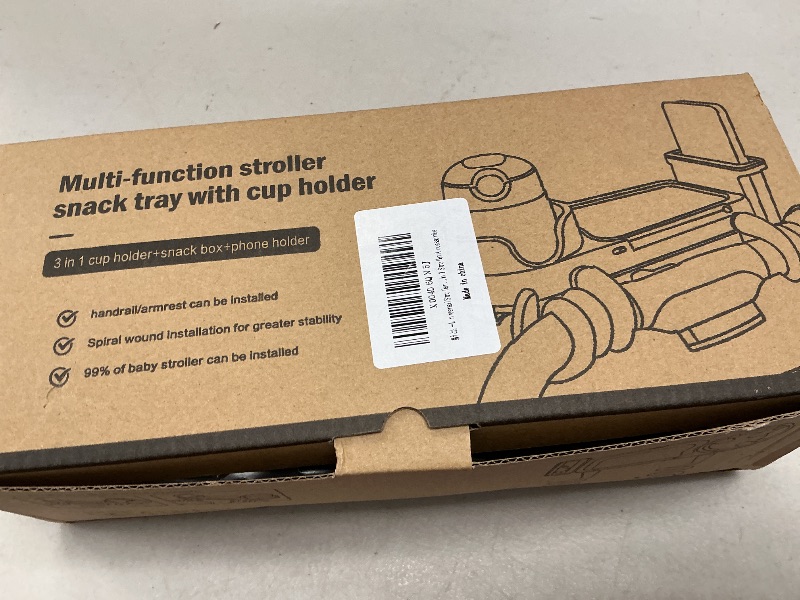 Multi-function stroller
snack tray with cup holder
3 in 1 cup holder+snack box+phone holder
handrail/armrest can be installed
Spiral wound installation for greater stability
99% of baby stroller can be installed
Made in china